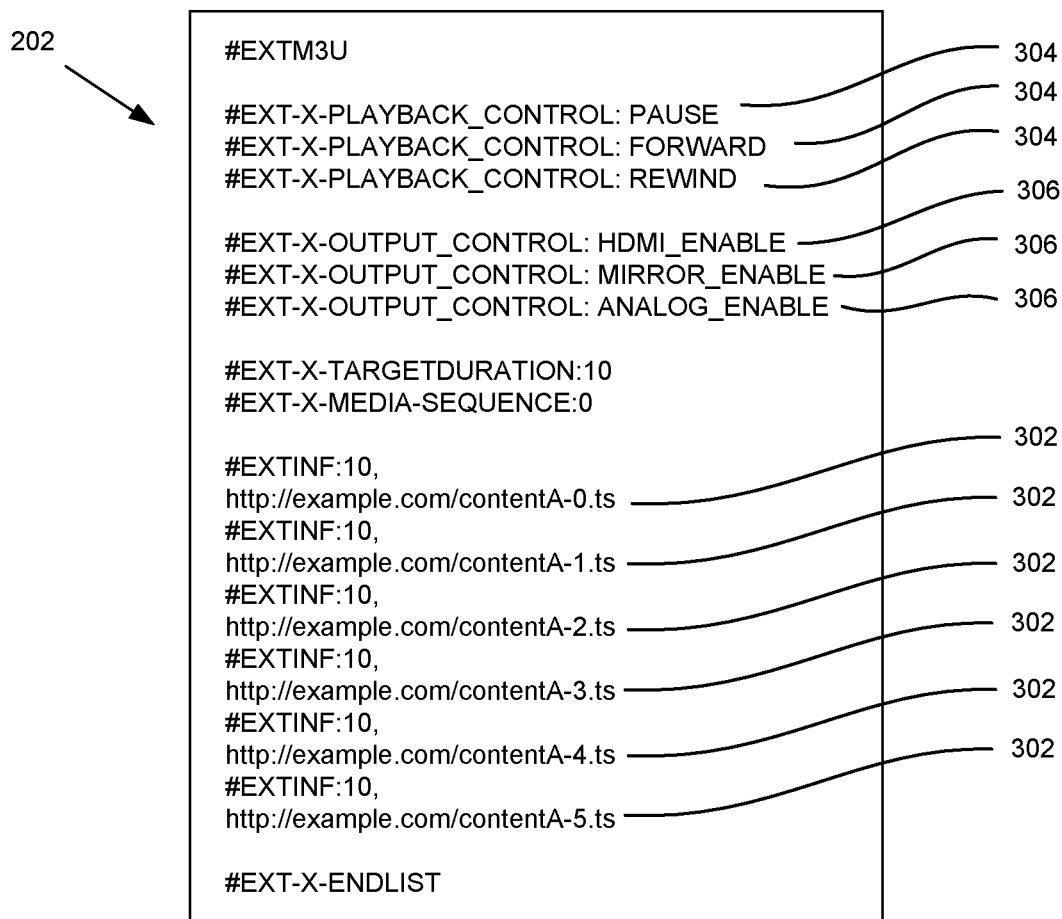 202
#EXTM3U 304
#EXT-X-PLAYBACK_CONTROL: PAUSE 304
#EXT-X-PLAYBACK_CONTROL: FORWARD 304
#EXT-X-PLAYBACK_CONTROL: REWIND 306
#EXT-X-OUTPUT_CONTROL: HDMI_ENABLE 306
#EXT-X-OUTPUT_CONTROL: MIRROR_ENABLE
#EXT-X-OUTPUT_CONTROL: ANALOG_ENABLE 306
#EXT-X-TARGETDURATION:10
#EXT-X-MEDIA-SEQUENCE:0
#EXTINF:10, 302
http://example.com/contentA-0.ts 302
#EXTINF:10,
http://example.com/contentA-1.ts 302
#EXTINF:10,
http://example.com/contentA-2.ts 302
#EXTINF:10,
http://example.com/contentA-3.ts 302
#EXTINF:10,
http://example.com/contentA-4.ts 302
#EXTINF:10,
http://example.com/contentA-5.ts
#EXT-X-ENDLIST